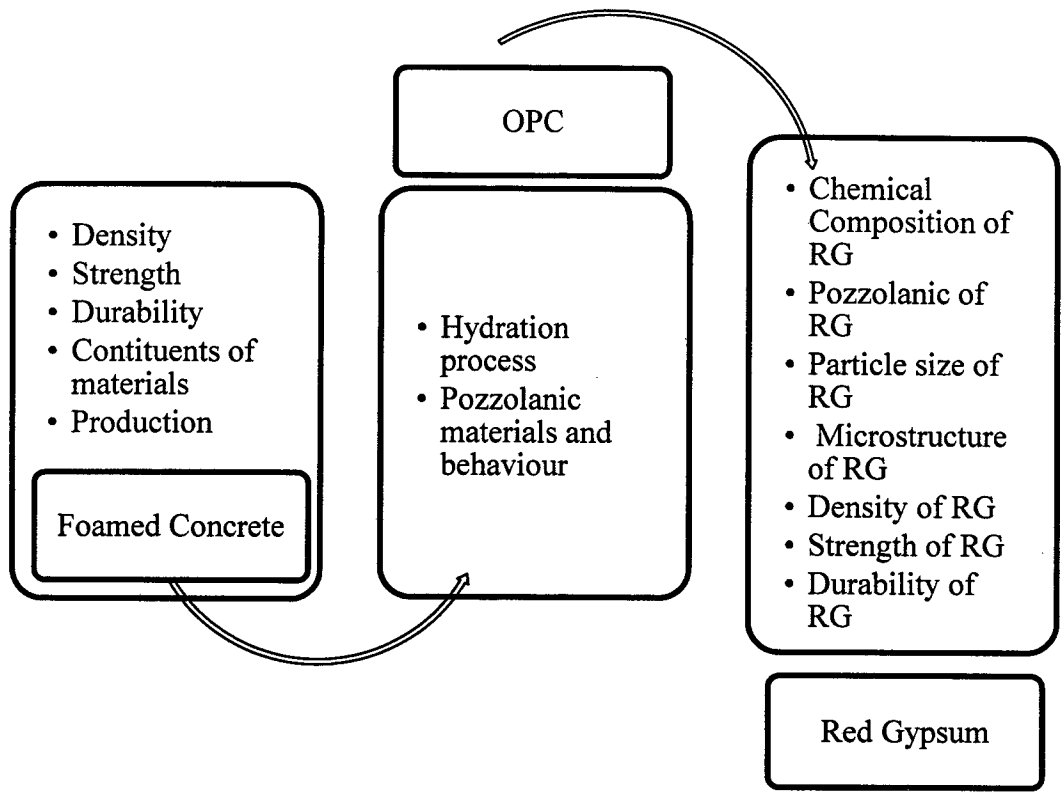 • Density
• Strength
• Durability
• Contituents of
materials
• Production
Foamed Concrete
OPC
• Hydration
process
• Pozzolanic
materials and
behaviour
• Chemical
Composition of
RG
• Pozzolanic of
RG
• Particle size of
RG
• Microstructure
of RG
• Density of RG
• Strength of RG
• Durability of
RG
Red Gypsum